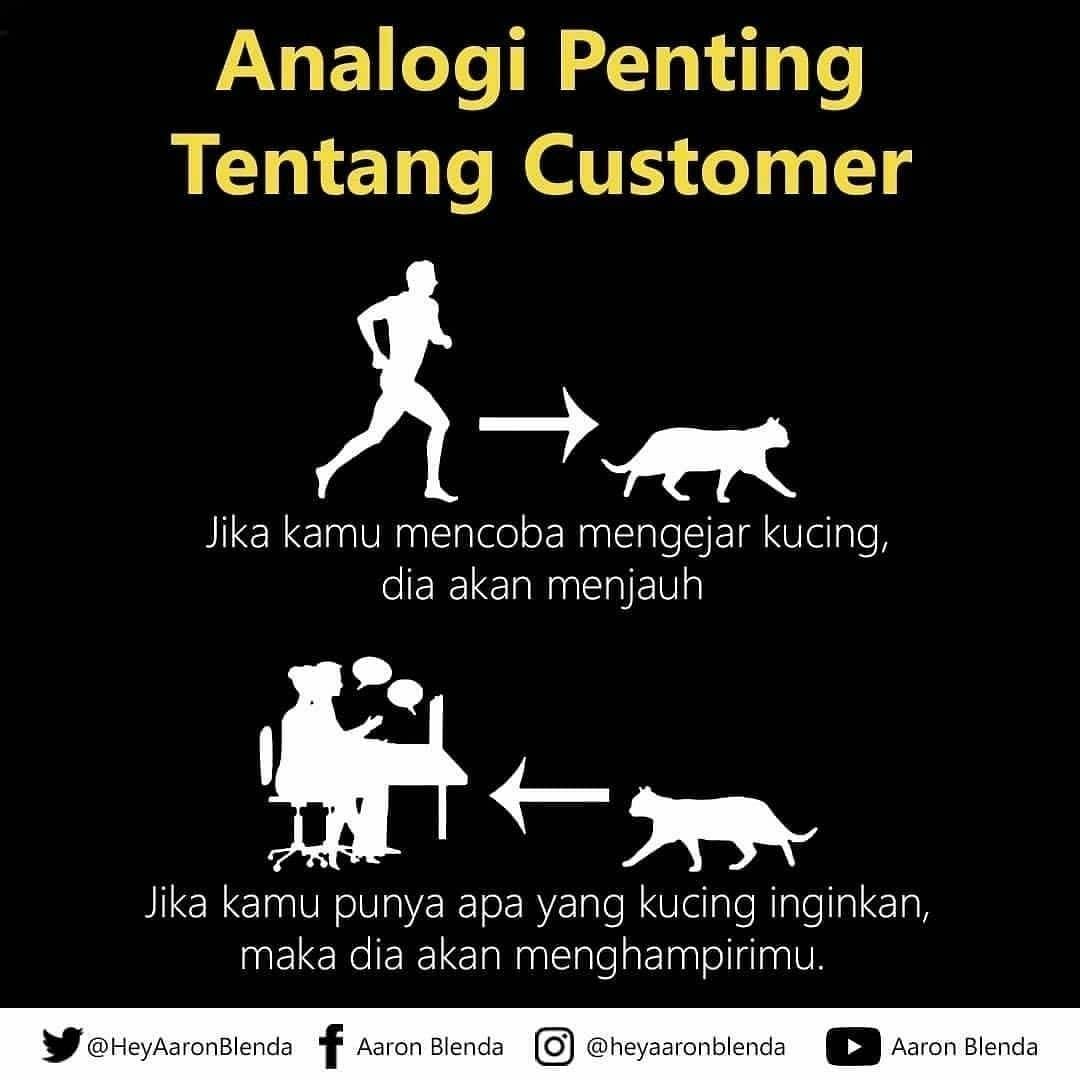 Analogi Penting
Tentang Customer
Jika kamu mencoba mengejar kucing,
dia akan menjauh
Jika kamu punya apa yang kucing inginkan,
maka dia akan menghampirimu.
@HeyAaronBlenda Aaron Blenda @heyaaronblenda Aaron Blenda